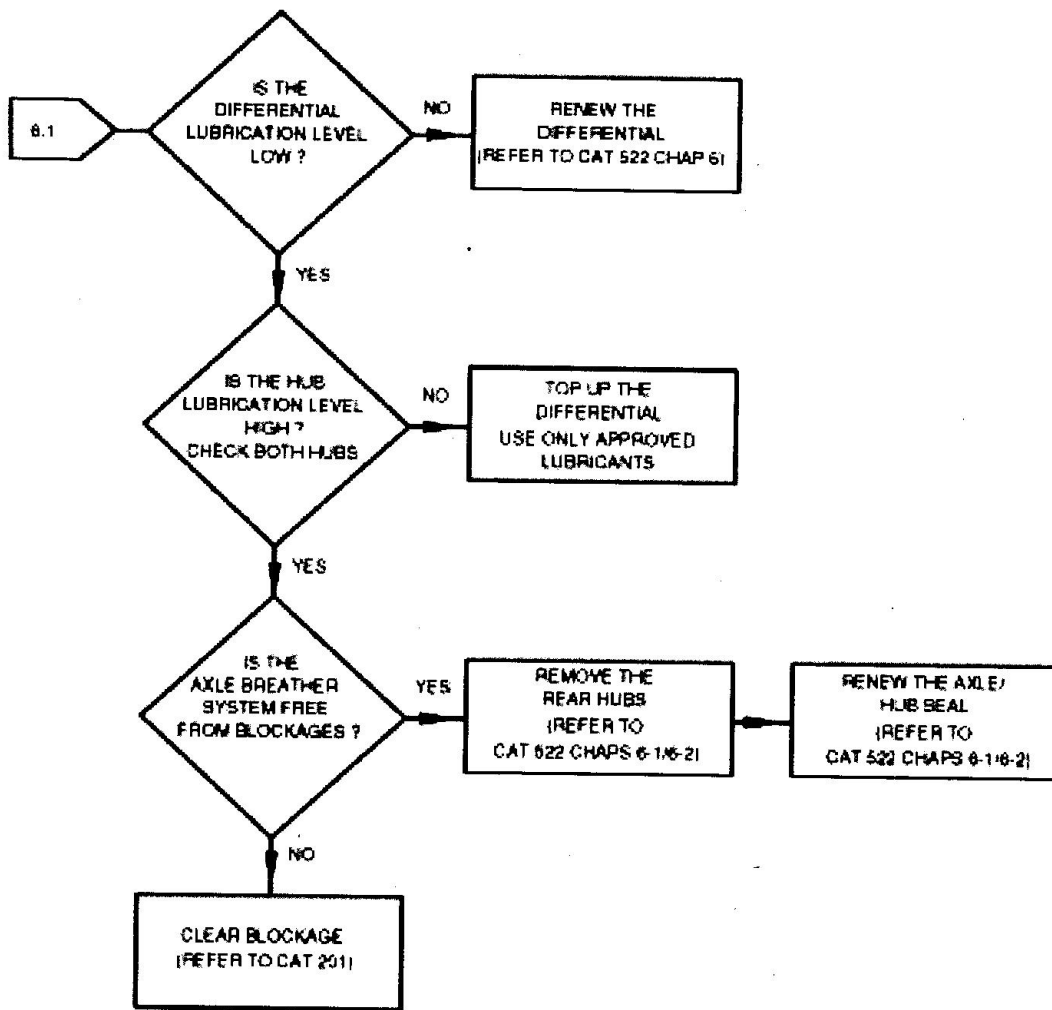 6.1
IS THE
DIFFERENTIAL
LUBRICATION LEVEL
LOW ?
NO
RENEW THE
DIFFERENTIAL
(REFER TO CAT 522 CHAP 6)
YES
IS THE HUB
LUBRICATION LEVEL
HIGH ?
CHECK BOTH HUBS
NO
TOP UP THE
DIFFERENTIAL
USE ONLY APPROVED
LUBRICANTS
YES
IS THE
AXLE BREATHER
SYSTEM FREE
FROM BLOCKAGES ?
YES
REMOVE THE
REAR HUBS
(REFER TO
CAT 522 CHAPS 6-1/6-2)
RENEW THE AXLE/
HUB SEAL
(REFER TO
CAT 522 CHAPS 6-1/6-2)
NO
CLEAR BLOCKAGE
(REFER TO CAT 201)